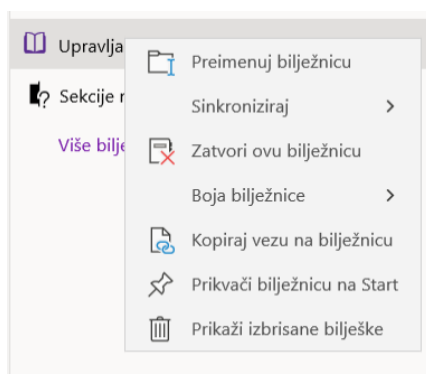 Upravlja
Preimenuj bilježnicu
Sekcije
Sinkroniziraj
Više bilje
Zatvori ovu bilježnicu
Boja bilježnice
Kopiraj vezu na bilježnicu
Prikvači bilježnicu na Start
Prikaži izbrisane bilješke